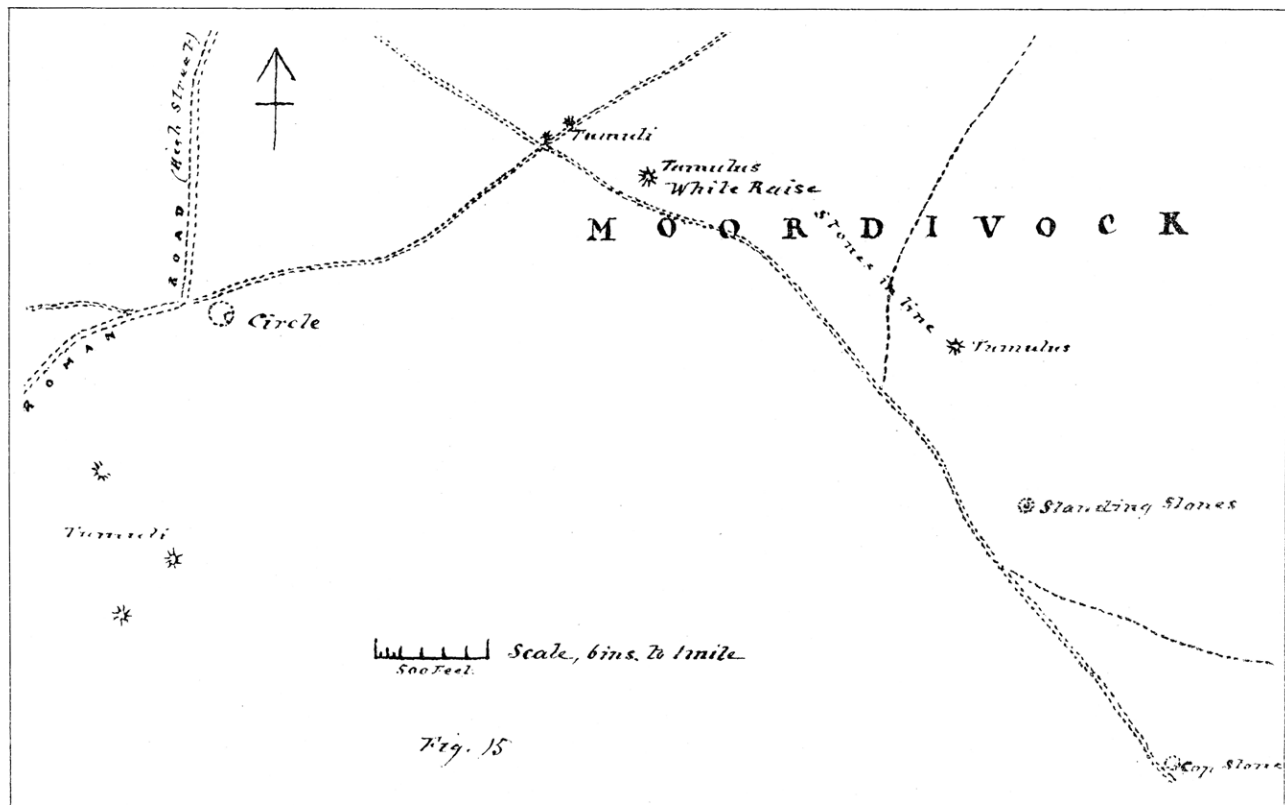 ROMAN ROAD (High Street)
Tumuli
Tumulus
White Raise
MOORDIVOCK
Stones in line
Circle
Tumulus
Standing Stones
Tumuli
Scale, 6ins. to 1mile
500 Feet.
Fig. 15
Cop Stone